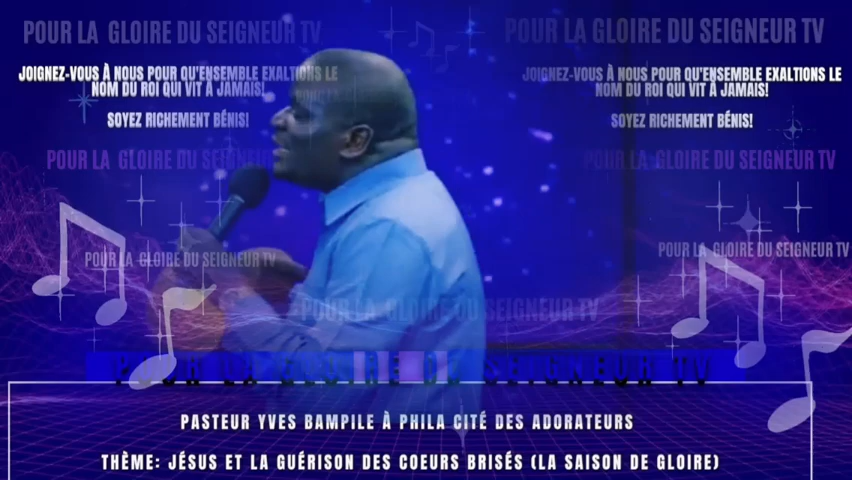 POUR LA GLOIRE DU SEIGNEUR TV
POUR LA GLOIRE DU SEIGNEUR TV
JOIGNEZ-VOUS À NOUS POUR QU'ENSEMBLE EXALTIONS LE
NOM DU ROI QUI VIT À JAMAIS!
JOIGNEZ-VOUS À NOUS POUR QU'ENSEMBLE EXALTIONS LE
NOM DU ROI QUI VIT À JAMAIS!
SOYEZ RICHEMENT BÉNIS!
SOYEZ RICHEMENT BÉNIS!
POUR LA GLOIRE DU SEIGNEUR
POUR LA GLOIRE DU SEIGNEUR TV
POUR LA GLOIRE DU SEIGNEUR TV
POUR LA GLOIRE DU SEIGNEUR TV
POUR LA GLOIRE DU SEIGNEUR TV
POUR LA GLOIRE DU SEIGNEUR TV
PASTEUR YVES BAMPILE À PHILA CITÉ DES ADORATEURS
THÈME: JÉSUS ET LA GUÉRISON DES COEURS BRISÉS (LA SAISON DE GLOIRE)